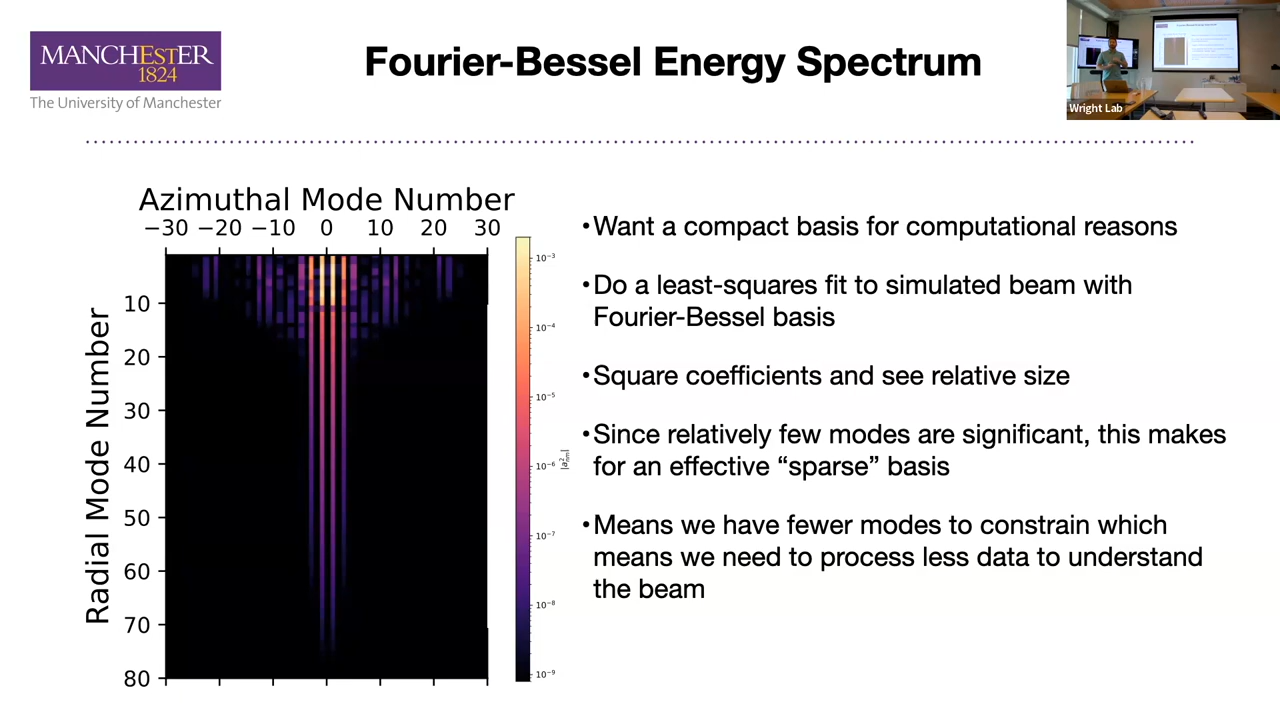 MANCHESTER
1824
The University of Manchester
Fourier-Bessel Energy Spectrum
Wright Lab
Azimuthal Mode Number
−30 −20 −10 0 10 20 30
Radial Mode Number
10
20
30
40
50
60
70
80
10⁻³
10⁻⁴
10⁻⁵
10⁻⁶
10⁻⁷
10⁻⁸
10⁻⁹
|a²ₙₘ|
•Want a compact basis for computational reasons
•Do a least-squares fit to simulated beam with
Fourier-Bessel basis
•Square coefficients and see relative size
•Since relatively few modes are significant, this makes
for an effective “sparse” basis
•Means we have fewer modes to constrain which
means we need to process less data to understand
the beam